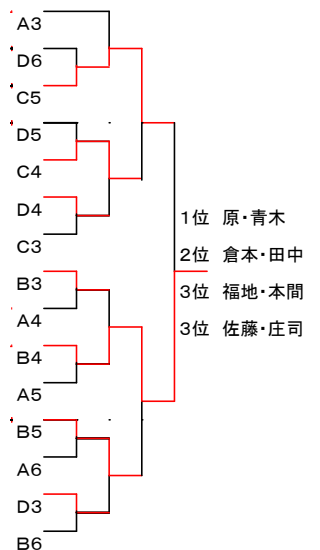 A3
D6
C5
D5
C4
D4
C3
B3
A4
B4
A5
B5
A6
D3
B6
1位 原・青木
2位 倉本・田中
3位 福地・本間
3位 佐藤・庄司